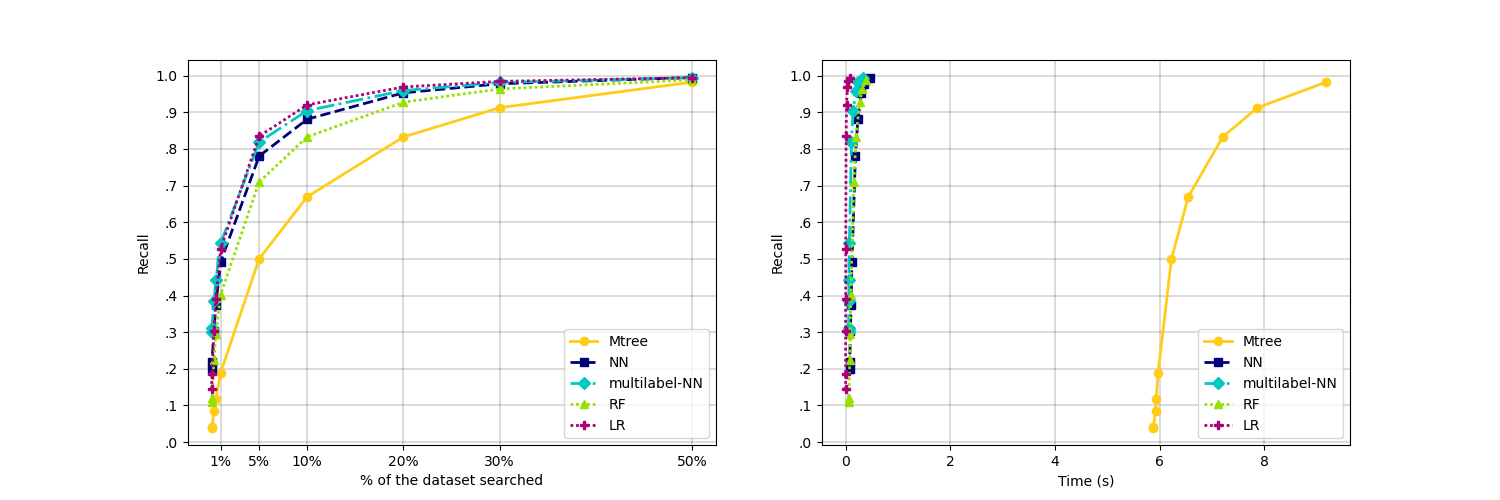 1.0
.9
.8
.7
.6
.5
.4
.3
.2
.1
.0
Recall
1% 5% 10% 20% 30% 50%
% of the dataset searched
Mtree
NN
multilabel-NN
RF
LR
1.0
.9
.8
.7
.6
.5
.4
.3
.2
.1
.0
Recall
0 2 4 6 8
Time (s)
Mtree
NN
multilabel-NN
RF
LR